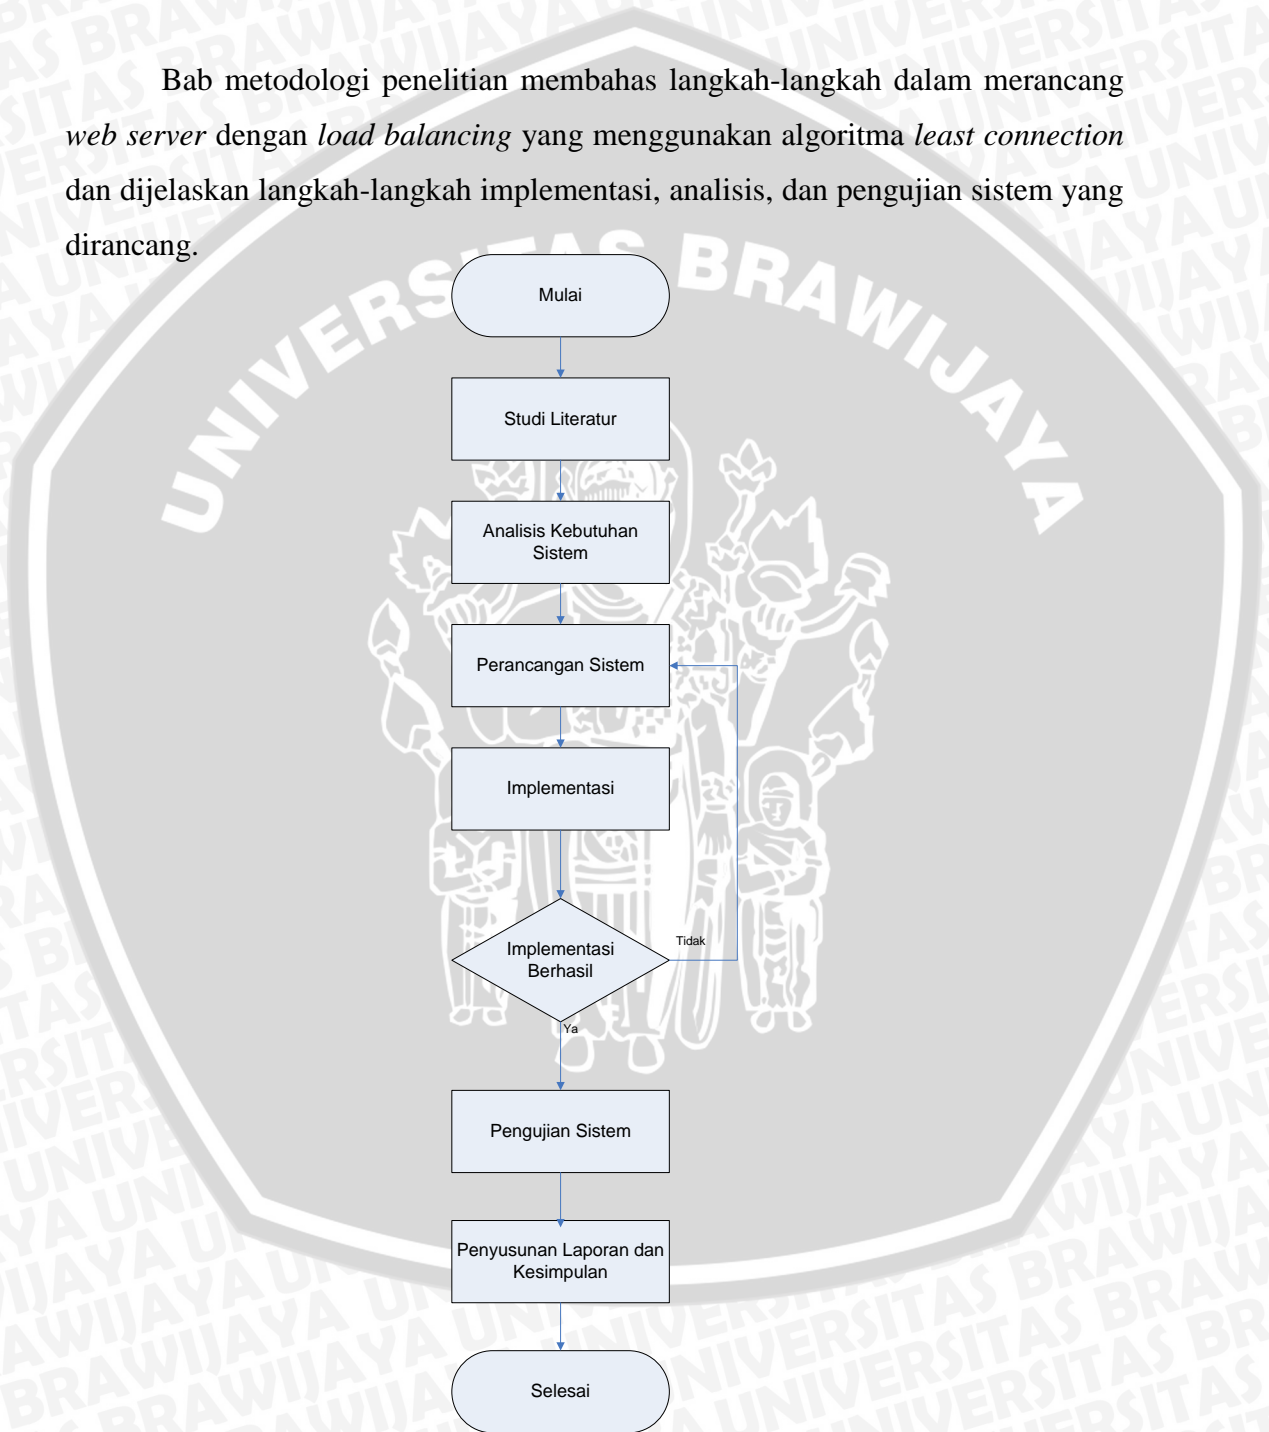 Bab metodologi penelitian membahas langkah-langkah dalam merancang
web server dengan load balancing yang menggunakan algoritma least connection
dan dijelaskan langkah-langkah implementasi, analisis, dan pengujian sistem yang
dirancang.
UNIVERSITAS BRAWIJAYA
Mulai
Studi Literatur
Analisis Kebutuhan
Sistem
Perancangan Sistem
Implementasi
Implementasi
Berhasil
Tidak
Ya
Pengujian Sistem
Penyusunan Laporan dan
Kesimpulan
Selesai